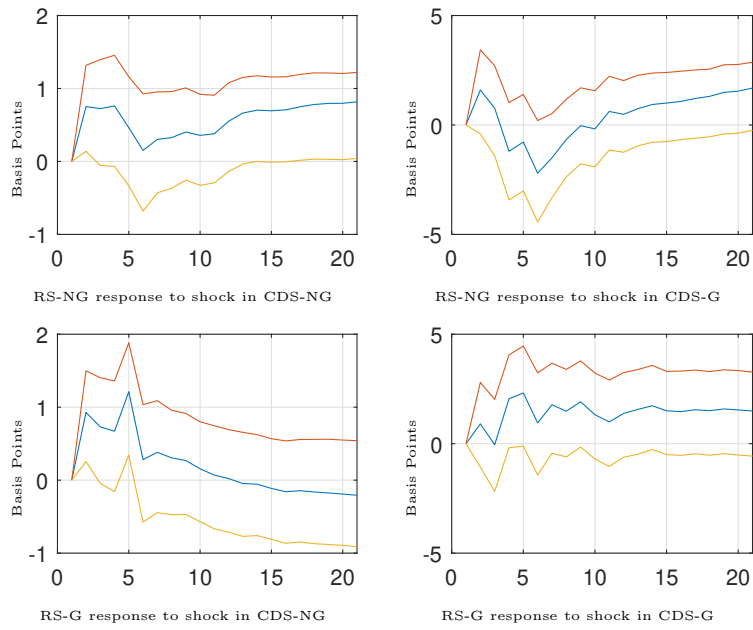 2
1
0
-1
Basis Points
0 5 10 15 20
RS-NG response to shock in CDS-NG
5
0
-5
Basis Points
0 5 10 15 20
RS-NG response to shock in CDS-G
2
1
0
-1
Basis Points
0 5 10 15 20
RS-G response to shock in CDS-NG
5
0
-5
Basis Points
0 5 10 15 20
RS-G response to shock in CDS-G